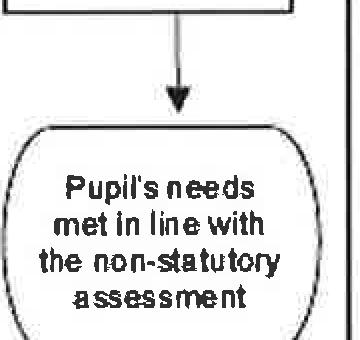 Pupil's needs
met in line with
the non-statutory
assessment